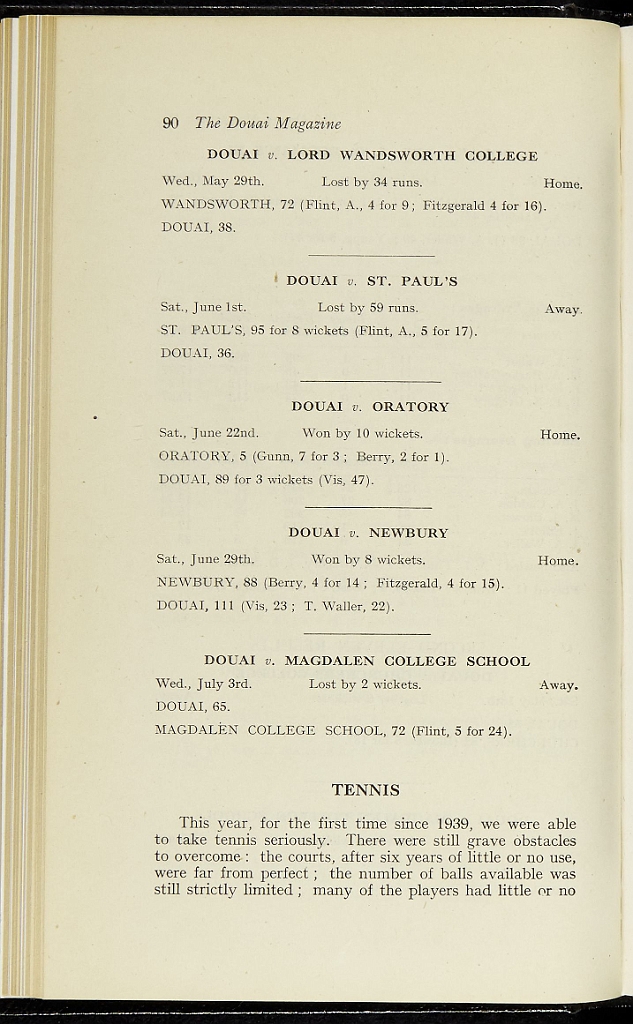 90 The Douai Magazine
DOUAI v. LORD WANDSWORTH COLLEGE
Wed., May 29th. Lost by 34 runs. Home.
WANDSWORTH, 72 (Flint, A., 4 for 9; Fitzgerald 4 for 16).
DOUAI, 38.
DOUAI v. ST. PAUL'S
Sat., June 1st. Lost by 59 runs. Away.
ST. PAUL'S, 95 for 8 wickets (Flint, A., 5 for 17).
DOUAI, 36.
DOUAI v. ORATORY
Sat., June 22nd. Won by 10 wickets. Home.
ORATORY, 5 (Gunn, 7 for 3; Berry, 2 for 1).
DOUAI, 89 for 3 wickets (Vis, 47).
DOUAI v. NEWBURY
Sat., June 29th. Won by 8 wickets. Home.
NEWBURY, 88 (Berry, 4 for 14; Fitzgerald, 4 for 15).
DOUAI, 111 (Vis, 23; T. Waller, 22).
DOUAI v. MAGDALEN COLLEGE SCHOOL
Wed., July 3rd. Lost by 2 wickets. Away.
DOUAI, 65.
MAGDALEN COLLEGE SCHOOL, 72 (Flint, 5 for 24).
TENNIS
This year, for the first time since 1939, we were able
to take tennis seriously. There were still grave obstacles
to overcome: the courts, after six years of little or no use,
were far from perfect; the number of balls available was
still strictly limited; many of the players had little or no